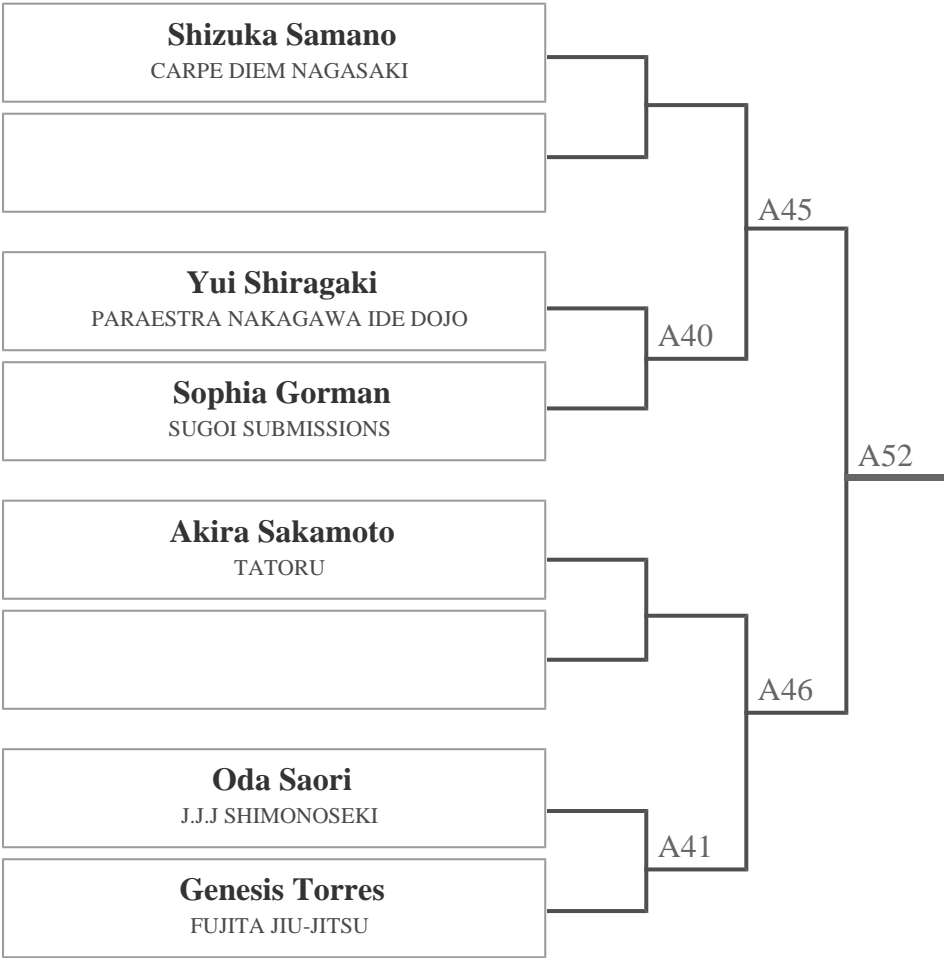 Shizuka Samano
CARPE DIEM NAGASAKI
A45
Yui Shiragaki
PARAESTRA NAKAGAWA IDE DOJO
A40
Sophia Gorman
SUGOI SUBMISSIONS
A52
Akira Sakamoto
TATORU
A46
Oda Saori
J.J.J SHIMONOSEKI
A41
Genesis Torres
FUJITA JIU-JITSU